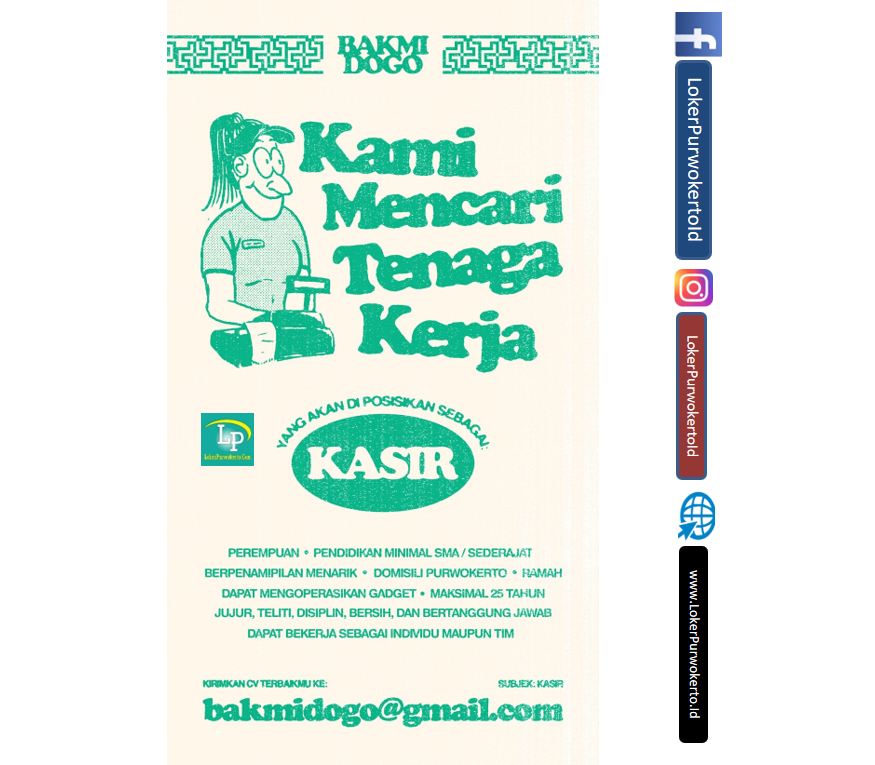 BAKMI
DOGO
Kami
Mencari
Tenaga
Kerja
YANG AKAN DI POSISIKAN SEBAGAI:
KASIR
LP
LokerPurwokerto.Com
PEREMPUAN • PENDIDIKAN MINIMAL SMA / SEDERAJAT
BERPENAMPILAN MENARIK • DOMISILI PURWOKERTO • RAMAH
DAPAT MENGOPERASIKAN GADGET • MAKSIMAL 25 TAHUN
JUJUR, TELITI, DISIPLIN, BERSIH, DAN BERTANGGUNG JAWAB
DAPAT BEKERJA SEBAGAI INDIVIDU MAUPUN TIM
KIRIMKAN CV TERBAIKMU KE: SUBJEK: KASIR
bakmidogo@gmail.com
LokerPurwokertoId
LokerPurwokertoId
www.LokerPurwokerto.id